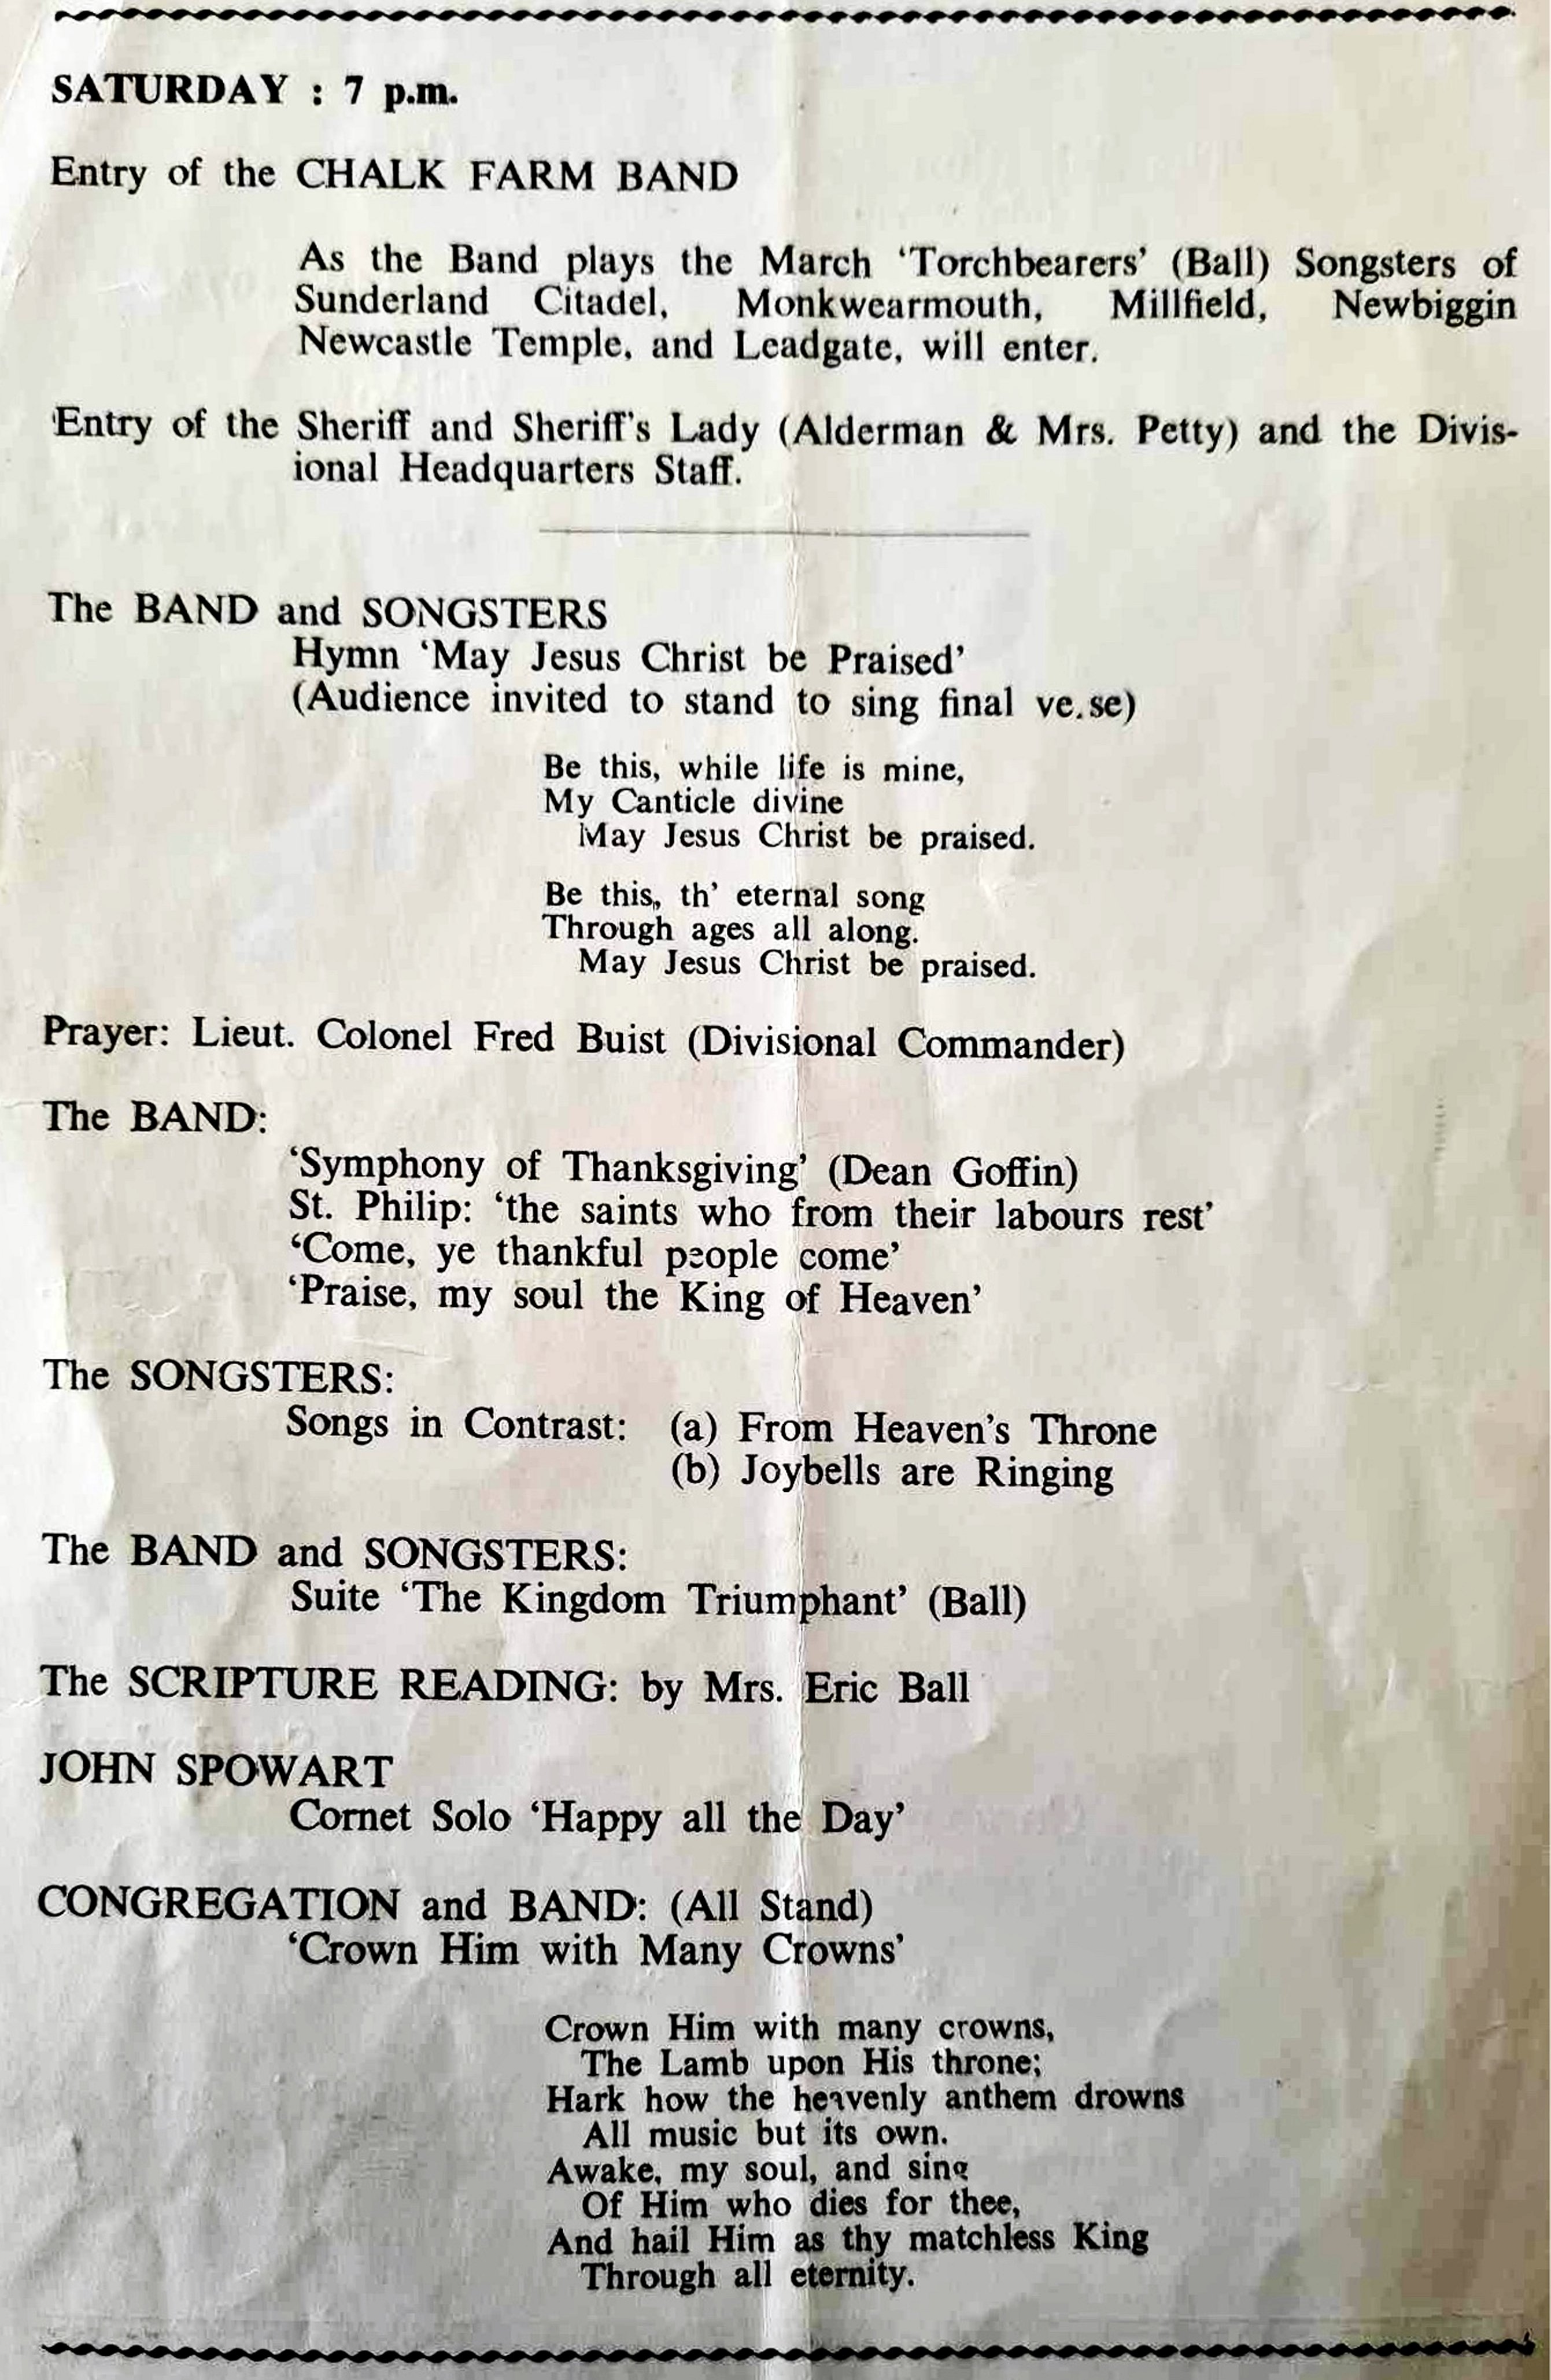 SATURDAY : 7 p.m.
Entry of the CHALK FARM BAND
As the Band plays the March ‘Torchbearers’ (Ball) Songsters of
Sunderland Citadel, Monkwearmouth, Millfield, Newbiggin
Newcastle Temple, and Leadgate, will enter.
Entry of the Sheriff and Sheriff's Lady (Alderman & Mrs. Petty) and the Divis-
ional Headquarters Staff.
The BAND and SONGSTERS
Hymn ‘May Jesus Christ be Praised’
(Audience invited to stand to sing final ve.se)
Be this, while life is mine,
My Canticle divine
May Jesus Christ be praised.
Be this, th’ eternal song
Through ages all along.
May Jesus Christ be praised.
Prayer: Lieut. Colonel Fred Buist (Divisional Commander)
The BAND:
‘Symphony of Thanksgiving’ (Dean Goffin)
St. Philip: ‘the saints who from their labours rest’
‘Come, ye thankful people come’
‘Praise, my soul the King of Heaven’
The SONGSTERS:
Songs in Contrast: (a) From Heaven’s Throne
(b) Joybells are Ringing
The BAND and SONGSTERS:
Suite ‘The Kingdom Triumphant’ (Ball)
The SCRIPTURE READING: by Mrs. Eric Ball
JOHN SPOWART
Cornet Solo ‘Happy all the Day’
CONGREGATION and BAND: (All Stand)
‘Crown Him with Many Crowns’
Crown Him with many crowns,
The Lamb upon His throne;
Hark how the heavenly anthem drowns
All music but its own.
Awake, my soul, and sing
Of Him who dies for thee,
And hail Him as thy matchless King
Through all eternity.